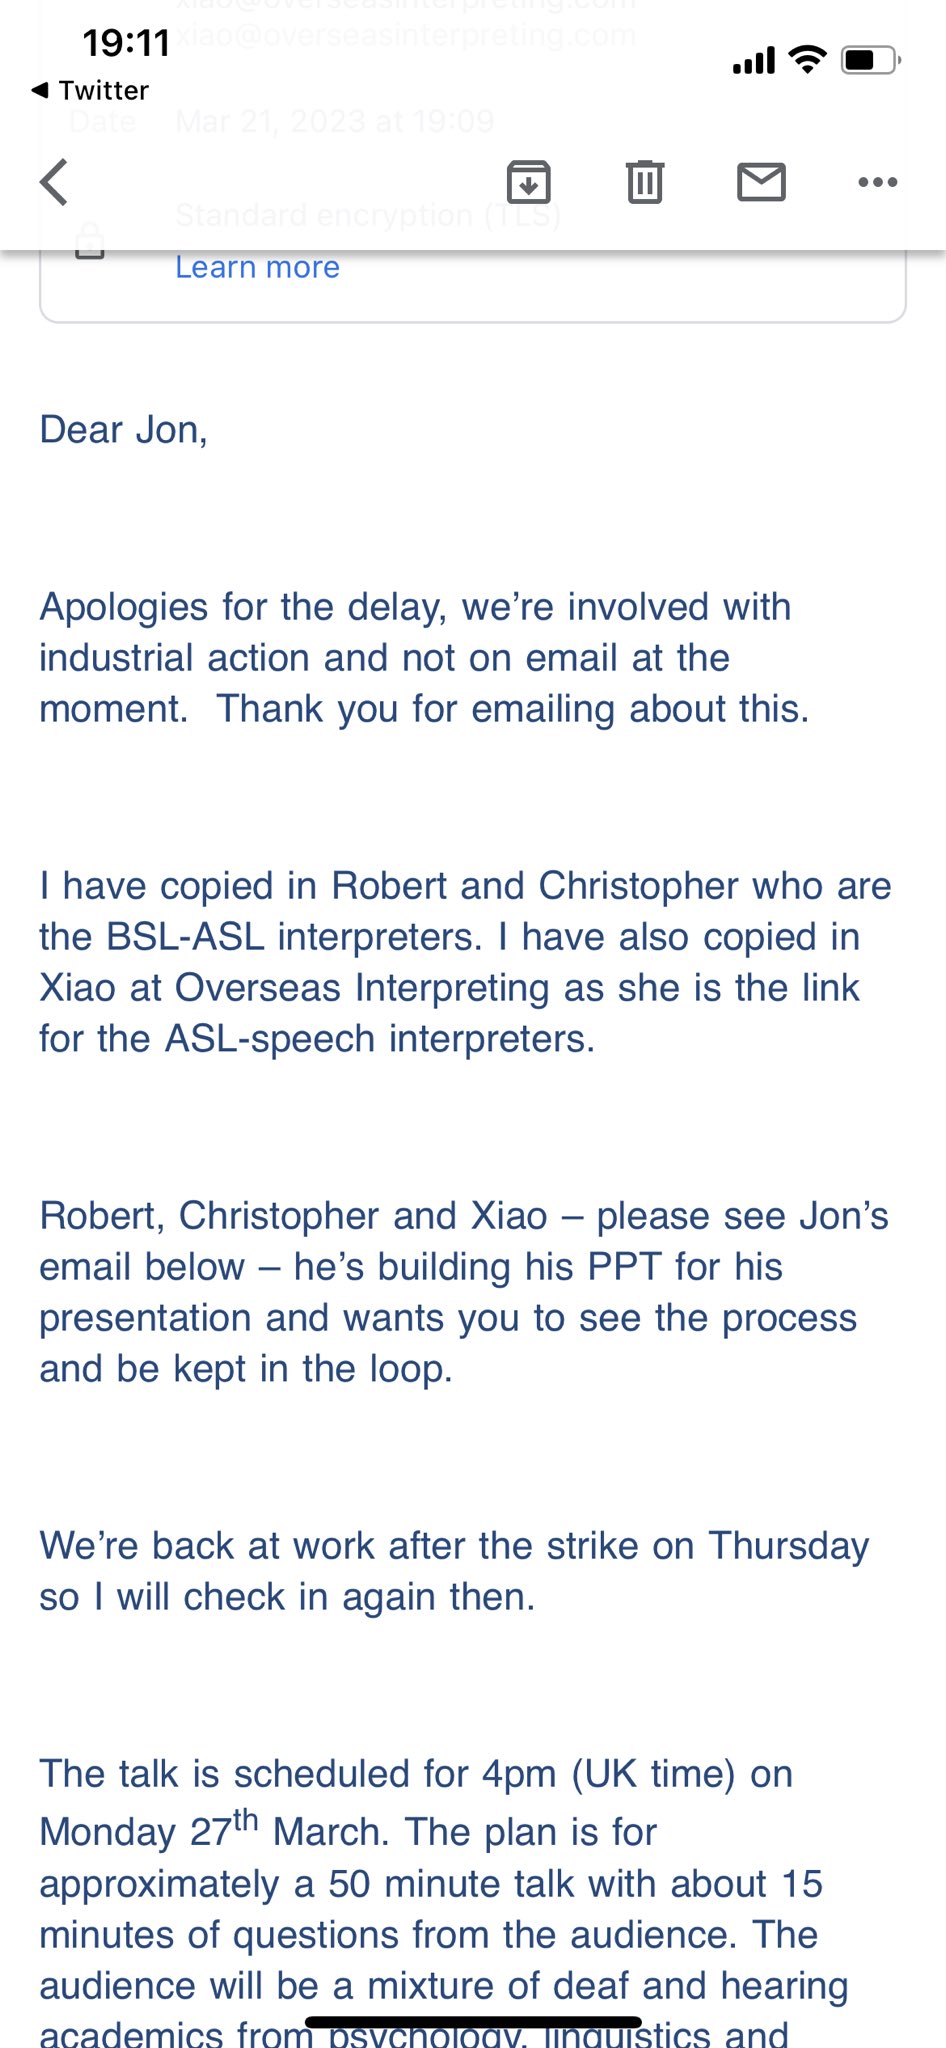 xiao@overseasinterpreting.com
19:11 xiao@overseasinterpreting.com
◀ Twitter
Date Mar 21, 2023 at 19:09
Standard encryption (TLS)
Learn more
Dear Jon,
Apologies for the delay, we’re involved with
industrial action and not on email at the
moment.  Thank you for emailing about this.
I have copied in Robert and Christopher who are
the BSL-ASL interpreters. I have also copied in
Xiao at Overseas Interpreting as she is the link
for the ASL-speech interpreters.
Robert, Christopher and Xiao – please see Jon’s
email below – he’s building his PPT for his
presentation and wants you to see the process
and be kept in the loop.
We’re back at work after the strike on Thursday
so I will check in again then.
The talk is scheduled for 4pm (UK time) on
Monday 27th March. The plan is for
approximately a 50 minute talk with about 15
minutes of questions from the audience. The
audience will be a mixture of deaf and hearing
academics from psychology, linguistics and